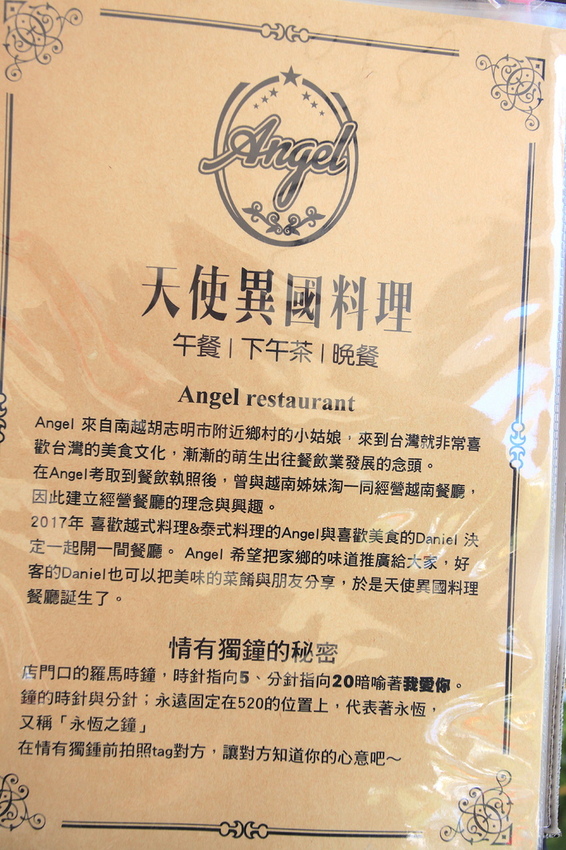 Angel
天使異國料理
午餐 | 下午茶 | 晚餐
Angel restaurant
Angel 來自南越胡志明市附近鄉村的小姑娘，來到台灣就非常喜
歡台灣的美食文化，漸漸的萌生出往餐飲業發展的念頭。
在Angel考取到餐飲執照後，曾與越南姊妹淘一同經營越南餐廳，
因此建立經營餐廳的理念與興趣。
2017年 喜歡越式料理&泰式料理的Angel與喜歡美食的Daniel 決
定一起開一間餐廳。 Angel 希望把家鄉的味道推廣給大家，好
客的Daniel也可以把美味的菜餚與朋友分享，於是天使異國料理
餐廳誕生了。
情有獨鐘的秘密
店門口的羅馬時鐘，時針指向5、分針指向20暗喻著我愛你。
鐘的時針與分針；永遠固定在520的位置上，代表著永恆，
又稱「永恆之鐘」
在情有獨鍾前拍照tag對方，讓對方知道你的心意吧～